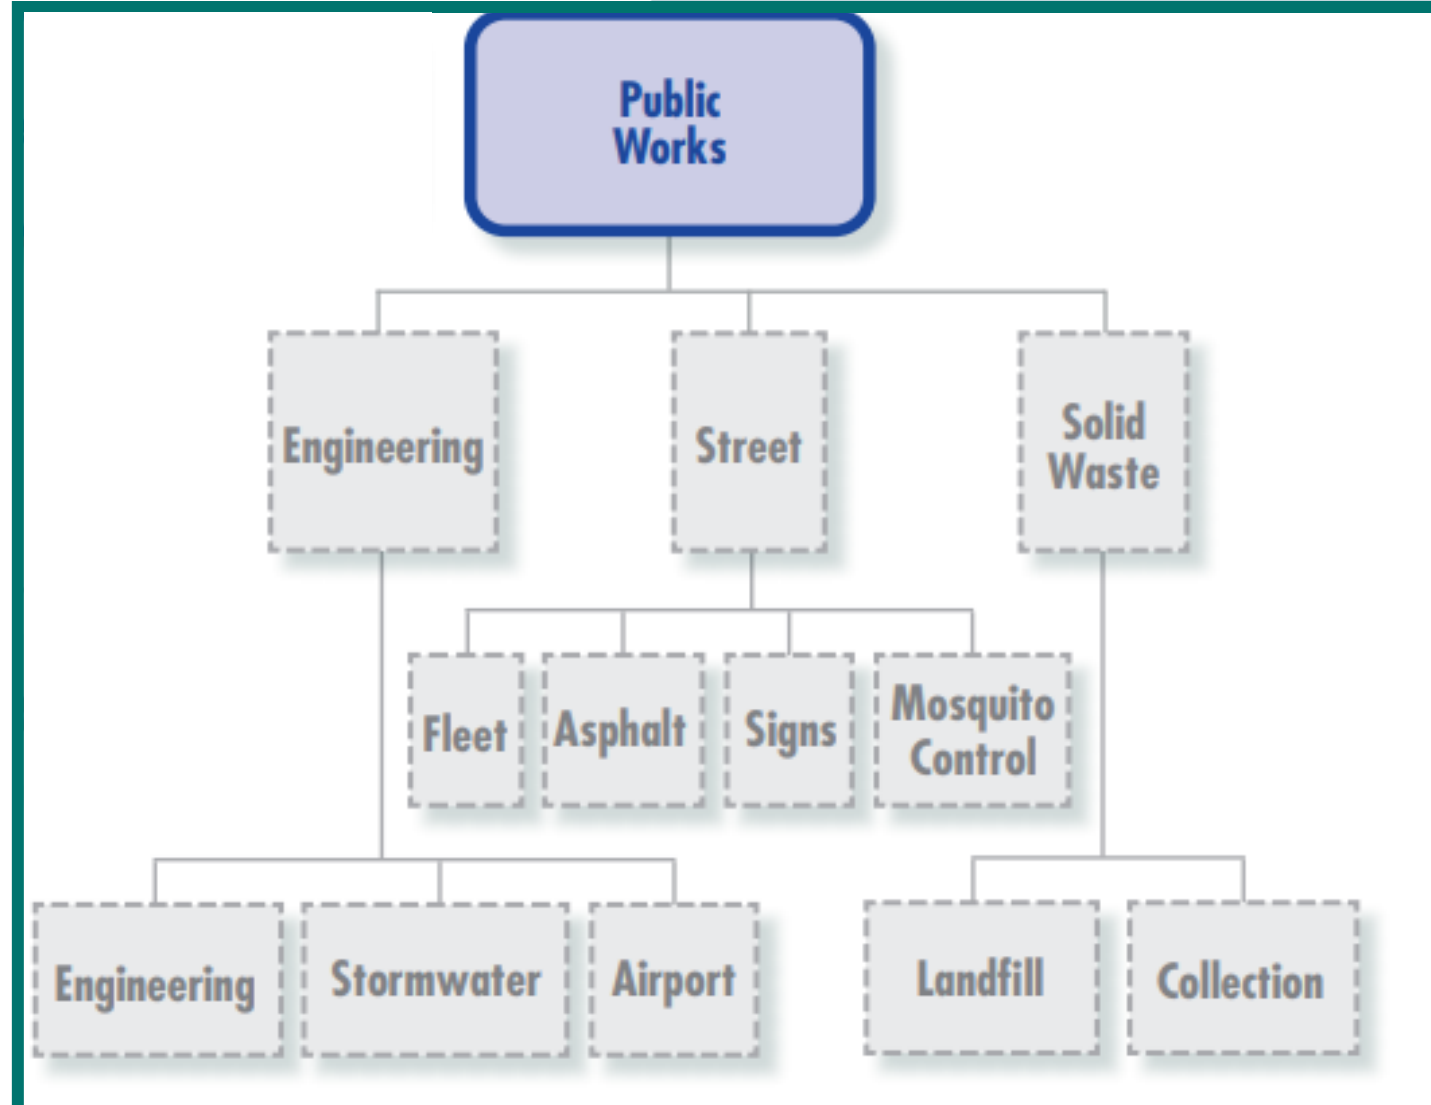 Public
Works
Engineering
Street
Solid
Waste
Fleet
Asphalt
Signs
Mosquito
Control
Engineering
Stormwater
Airport
Landfill
Collection